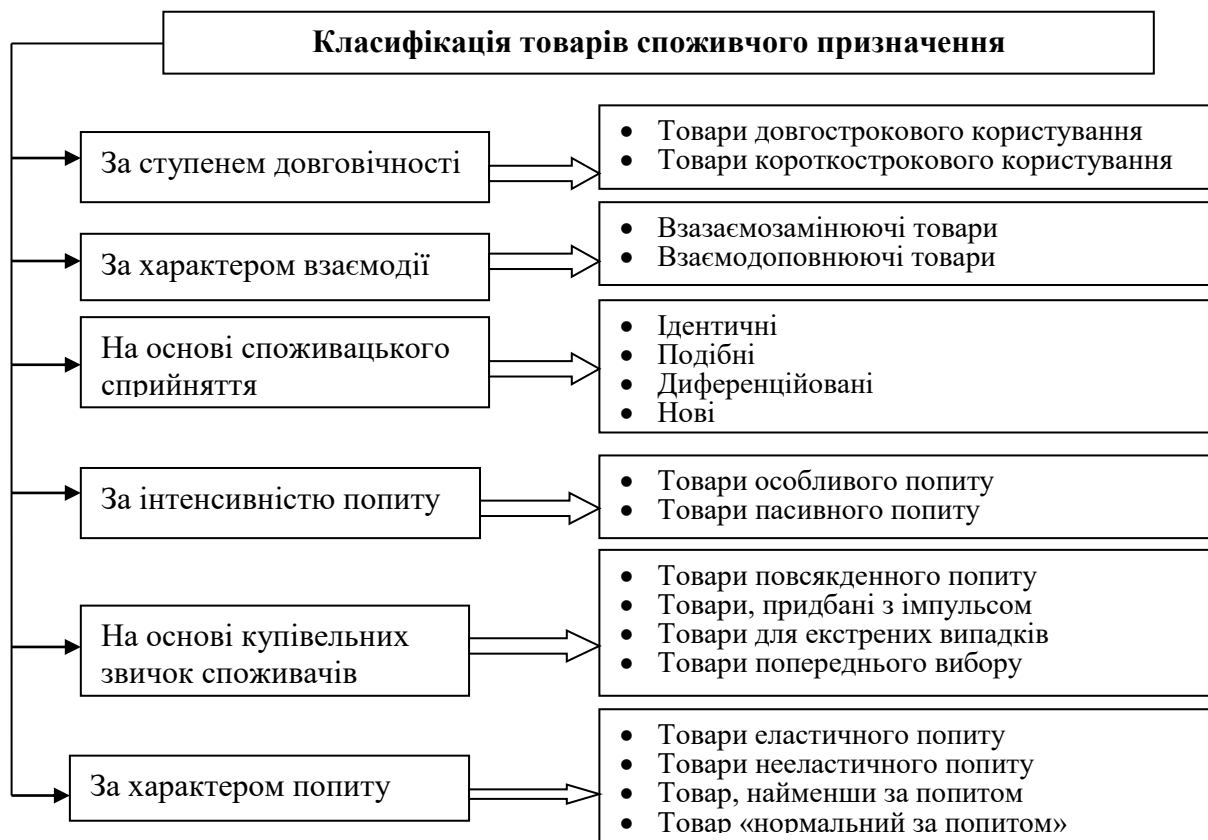 Класифікація товарів споживчого призначення
За ступенем довговічності
• Товари довгострокового користування
• Товари короткострокового користування
За характером взаємодії
• Взазаємозамінюючі товари
• Взаємодоповнюючі товари
На основі споживацького
сприйняття
• Ідентичні
• Подібні
• Диференційовані
• Нові
За інтенсивністю попиту
• Товари особливого попиту
• Товари пасивного попиту
На основі купівельних
звичок споживачів
• Товари повсякденного попиту
• Товари, придбані з імпульсом
• Товари для екстрених випадків
• Товари попереднього вибору
За характером попиту
• Товари еластичного попиту
• Товари нееластичного попиту
• Товар, найменши за попитом
• Товар «нормальний за попитом»